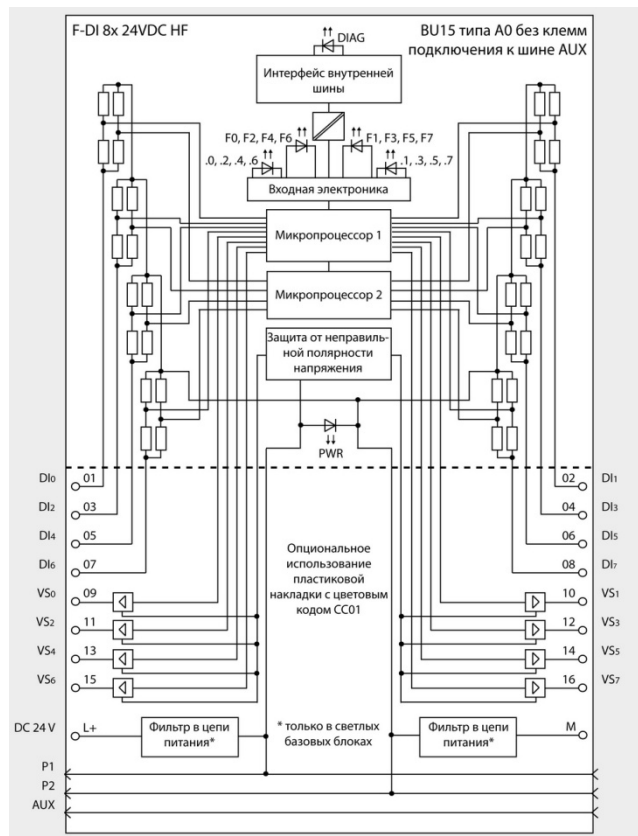 F-DI 8x 24VDC HF
BU15 типа A0 без клемм
подключения к шине AUX
DIAG
Интерфейс внутренней
шины
F0, F2, F4, F6
F1, F3, F5, F7
.0, .2, .4, .6
.1, .3, .5, .7
Входная электроника
Микропроцессор 1
Микропроцессор 2
Защита от неправиль-
ной полярности
напряжения
PWR
DI0 01
02 DI1
DI2 03
04 DI3
DI4 05
06 DI5
DI6 07
08 DI7
Опциональное
использование
пластиковой
накладки с цветовым
кодом CC01
VS0 09
10 VS1
VS2 11
12 VS3
VS4 13
14 VS5
VS6 15
16 VS7
DC 24 V L+
Фильтр в цепи
питания*
* только в светлых
базовых блоках
Фильтр в цепи
питания*
M
P1
P2
AUX